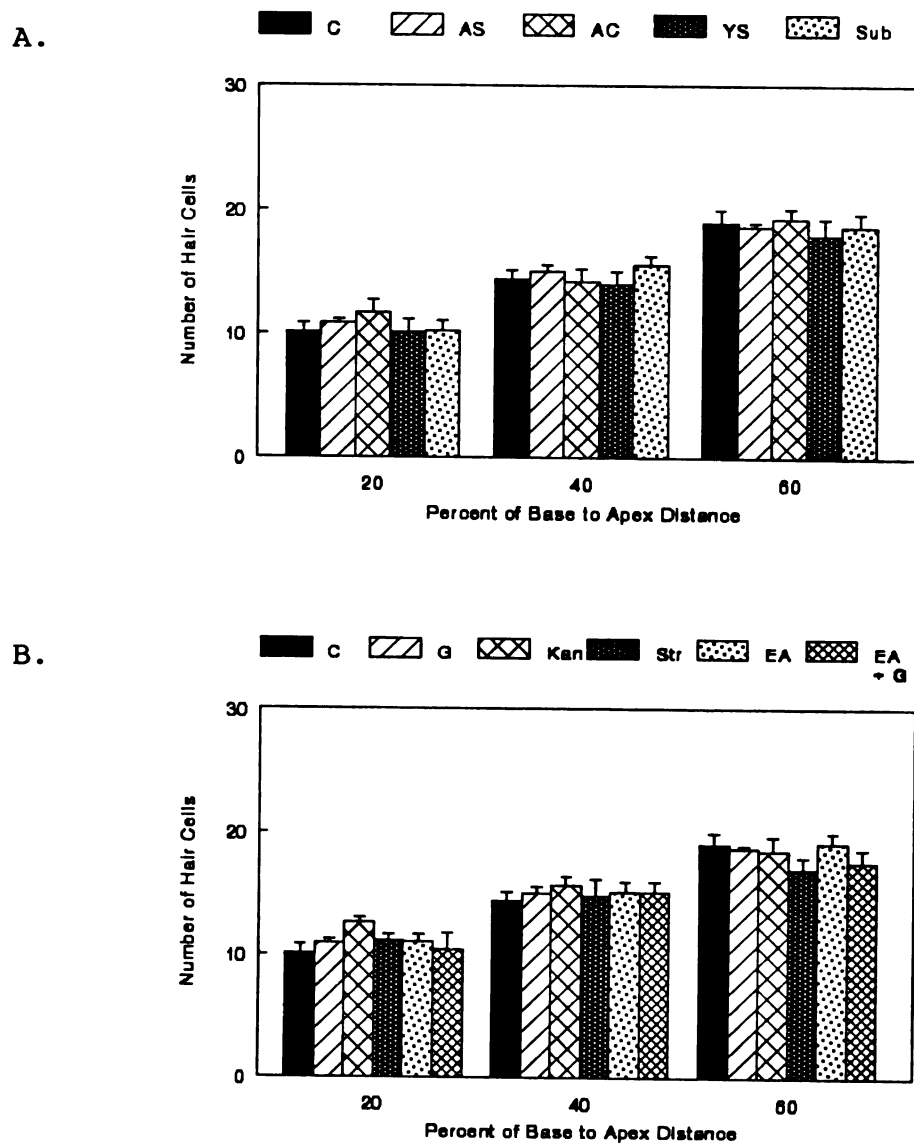 A.
C AS AC YS Sub
30
20
10
0
Number of Hair Cells
20 40 60
Percent of Base to Apex Distance
B.
C G Kan Str EA EA + G
30
20
10
0
Number of Hair Cells
20 40 60
Percent of Base to Apex Distance